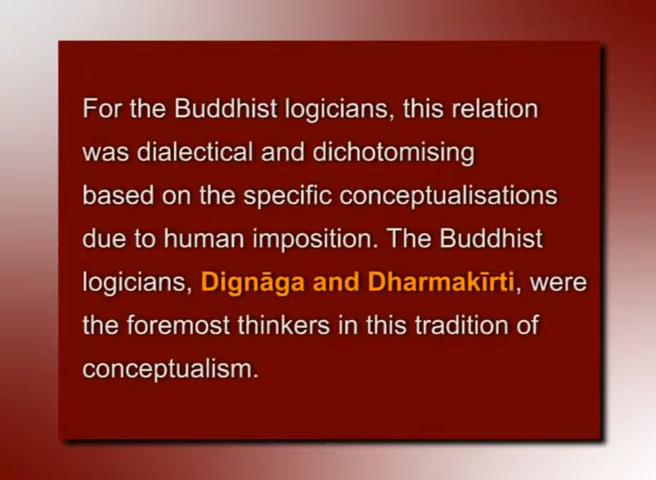 For the Buddhist logicians, this relation
was dialectical and dichotomising
based on the specific conceptualisations
due to human imposition. The Buddhist
logicians, Dignāga and Dharmakīrti, were
the foremost thinkers in this tradition of
conceptualism.